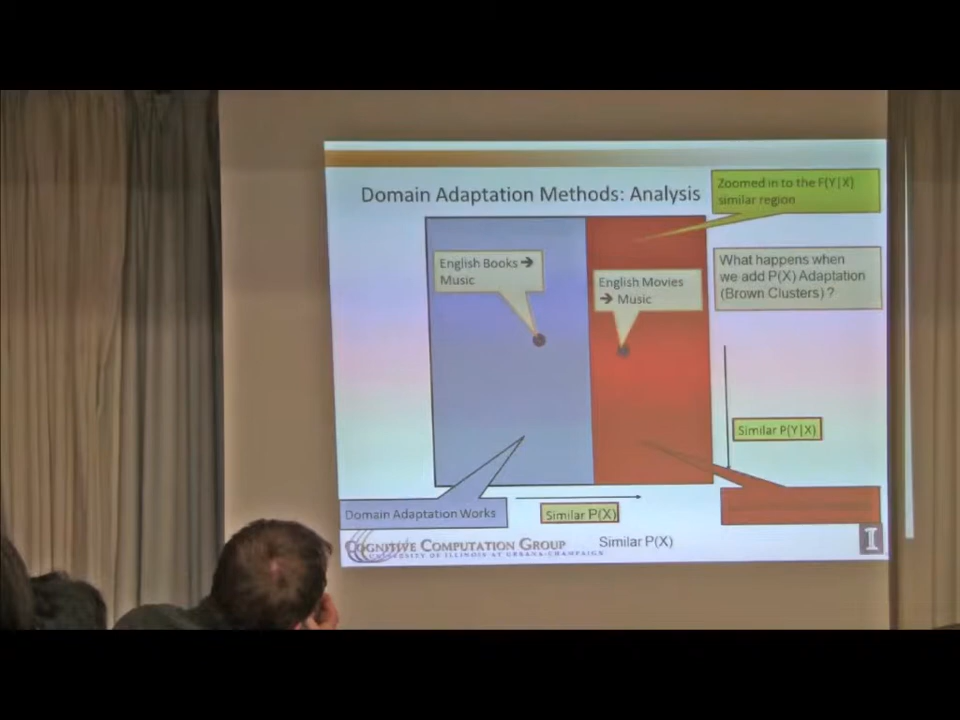 Domain Adaptation Methods: Analysis
Zoomed in to the F(Y|X)
similar region
English Books →
Music
English Movies
→ Music
What happens when
we add P(X) Adaptation
(Brown Clusters) ?
Similar P(Y|X)
Domain Adaptation Works
Similar P(X)
Similar P(X)
COGNITIVE COMPUTATION GROUP
UNIVERSITY OF ILLINOIS AT URBANA-CHAMPAIGN
I